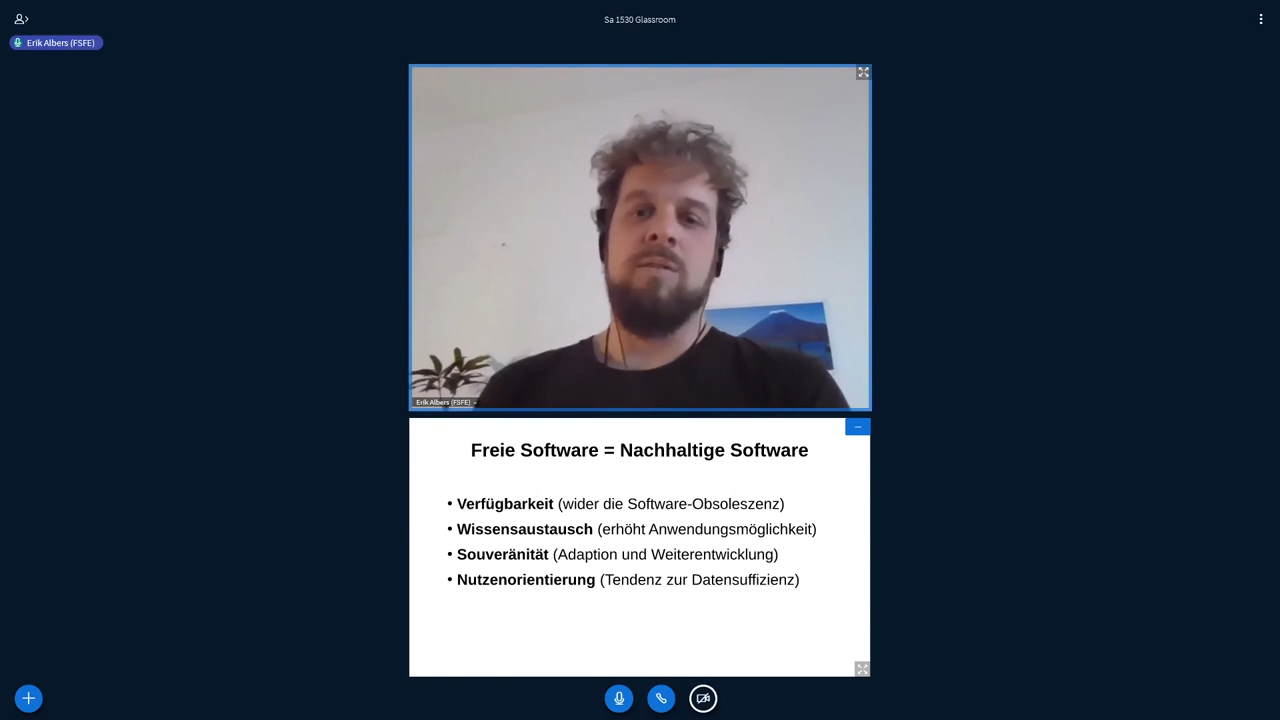 Sa 1530 Glassroom
Erik Albers (FSFE)
Erik Albers (FSFE)
Freie Software = Nachhaltige Software
• Verfügbarkeit (wider die Software-Obsoleszenz)
• Wissensaustausch (erhöht Anwendungsmöglichkeit)
• Souveränität (Adaption und Weiterentwicklung)
• Nutzenorientierung (Tendenz zur Datensuffizienz)